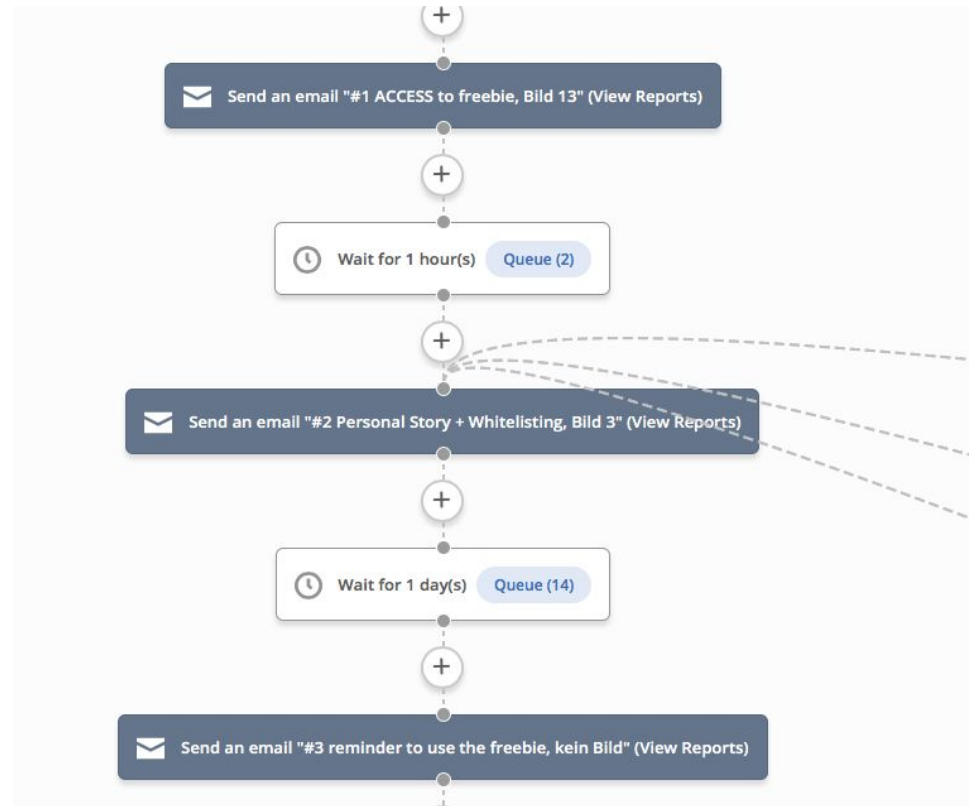 Send an email "#1 ACCESS to freebie, Bild 13" (View Reports)
Wait for 1 hour(s) Queue (2)
Send an email "#2 Personal Story + Whitelisting, Bild 3" (View Reports)
Wait for 1 day(s) Queue (14)
Send an email "#3 reminder to use the freebie, kein Bild" (View Reports)